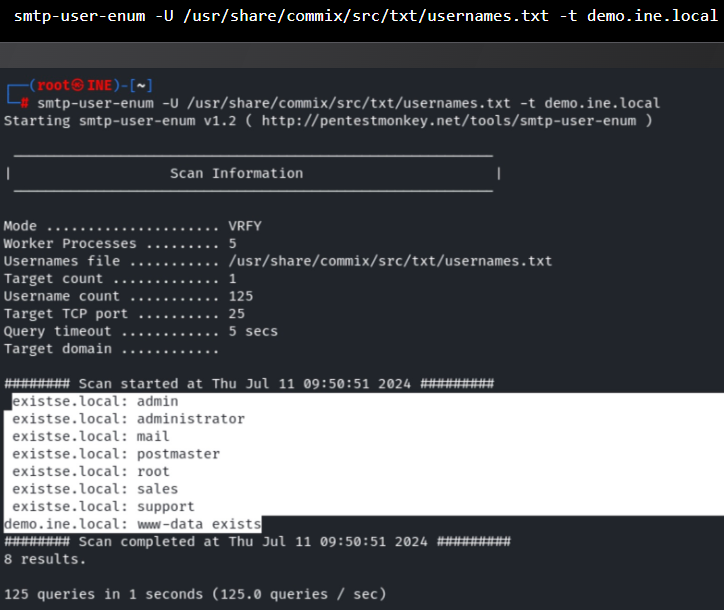 smtp-user-enum -U /usr/share/commix/src/txt/usernames.txt -t demo.ine.local
(root㉿INE)-[~]
# smtp-user-enum -U /usr/share/commix/src/txt/usernames.txt -t demo.ine.local
Starting smtp-user-enum v1.2 ( http://pentestmonkey.net/tools/smtp-user-enum )
| Scan Information |
Mode ..................... VRFY
Worker Processes ......... 5
Usernames file ........... /usr/share/commix/src/txt/usernames.txt
Target count ............. 1
Username count ........... 125
Target TCP port .......... 25
Query timeout ............ 5 secs
Target domain ............
######## Scan started at Thu Jul 11 09:50:51 2024 #########
existse.local: admin
existse.local: administrator
existse.local: mail
existse.local: postmaster
existse.local: root
existse.local: sales
existse.local: support
demo.ine.local: www-data exists
######## Scan completed at Thu Jul 11 09:50:51 2024 #########
8 results.
125 queries in 1 seconds (125.0 queries / sec)